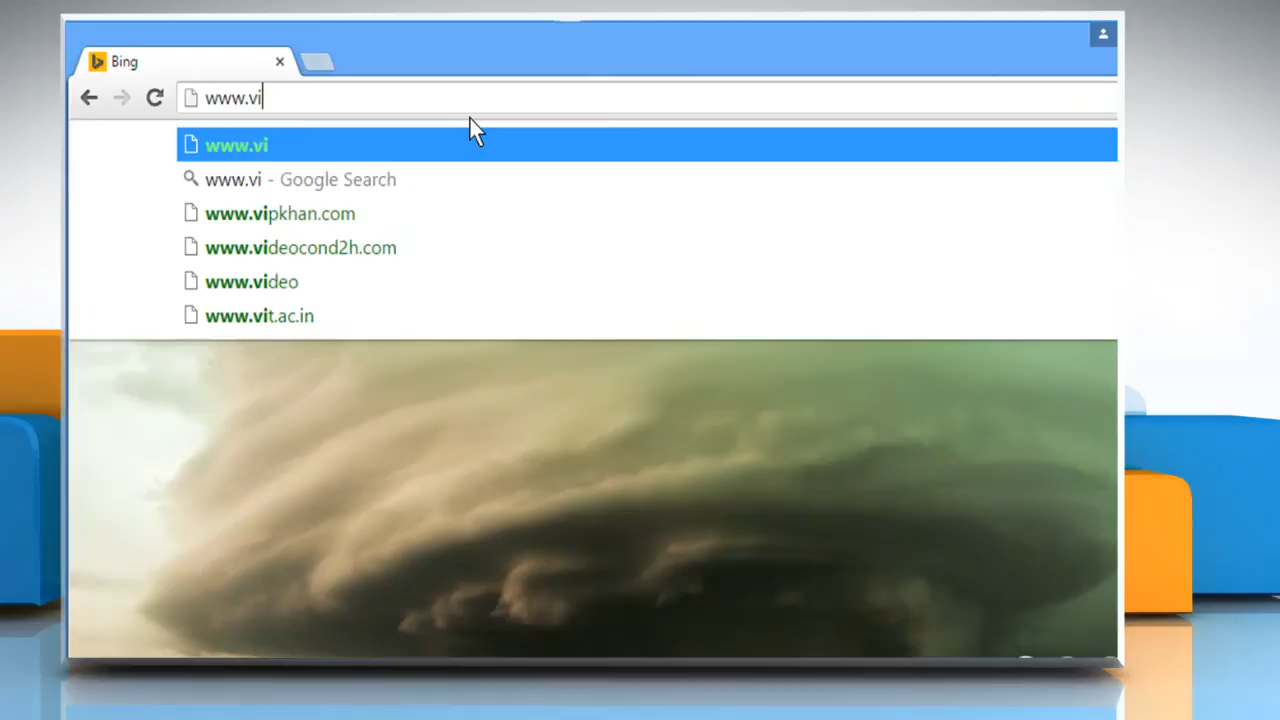 Bing
www.vi
www.vi
www.vi - Google Search
www.vipkhan.com
www.videocond2h.com
www.video
www.vit.ac.in